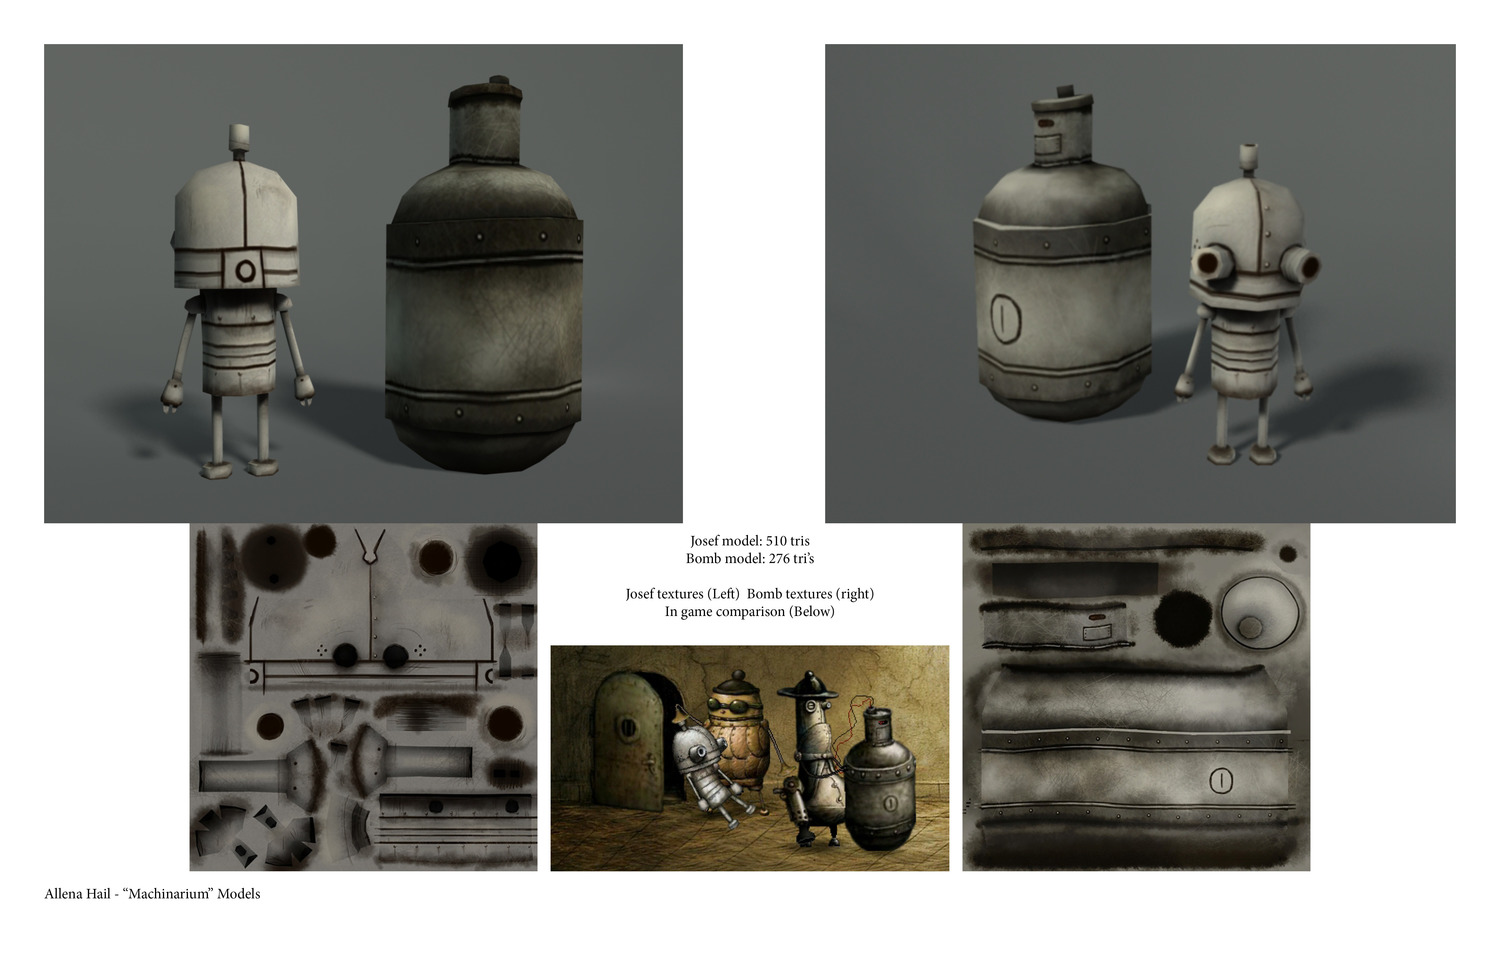 Josef model: 510 tris
Bomb model: 276 tri's
Josef textures (Left)  Bomb textures (right)
In game comparison (Below)
Allena Hail - “Machinarium” Models